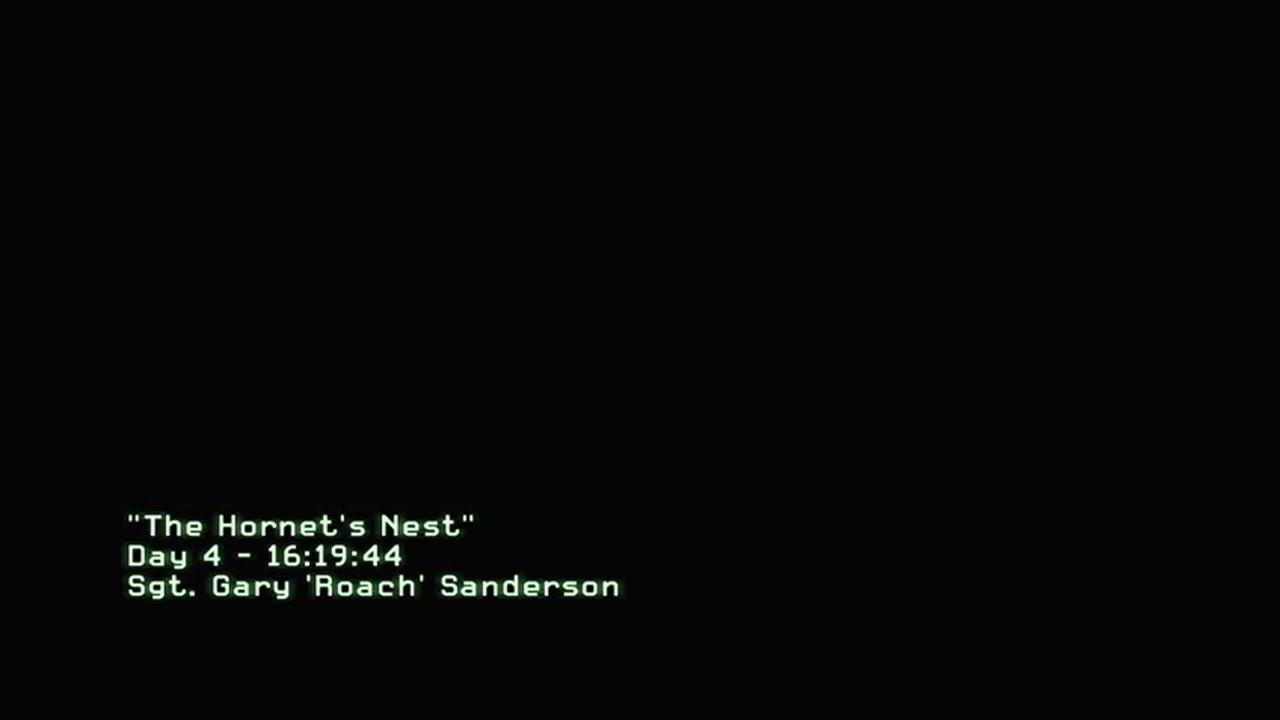 "The Hornet's Nest"
Day 4 - 16:19:44
Sgt. Gary 'Roach' Sanderson